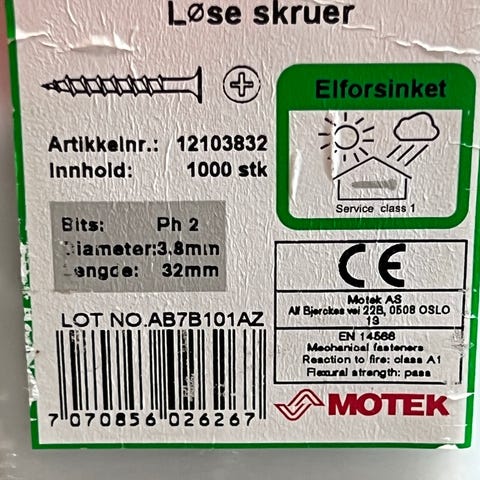 Løse skruer
Elforsinket
Artikkelnr.: 12103832
Innhold: 1000 stk
Service class 1
Bits: Ph 2
Diameter:3,8mm
Lengde: 32mm
CE
Motek AS
Alf Bjerckes vei 22B, 0508 OSLO
13
EN 14566
Mechanical fasteners
Reaction to fire: class A1
Flexural strength: pass
LOT NO.AB7B101AZ
7 070856 026267
MOTEK